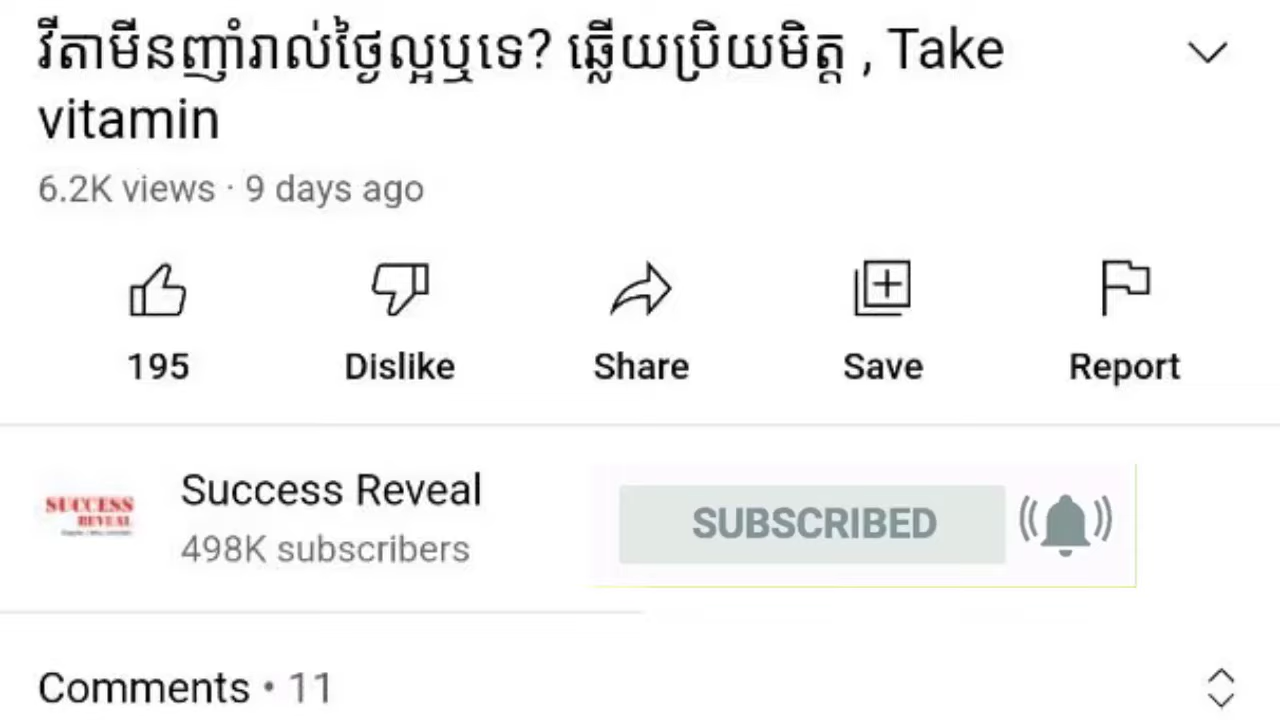 វីតាមីនញ៉ាំរាល់ថ្ងៃល្អឬទេ? ឆ្លើយប្រិយមិត្ត , Take
vitamin
6.2K views · 9 days ago
195 Dislike Share Save Report
SUCCESS
REVEAL
Success Reveal
498K subscribers
SUBSCRIBED
Comments • 11